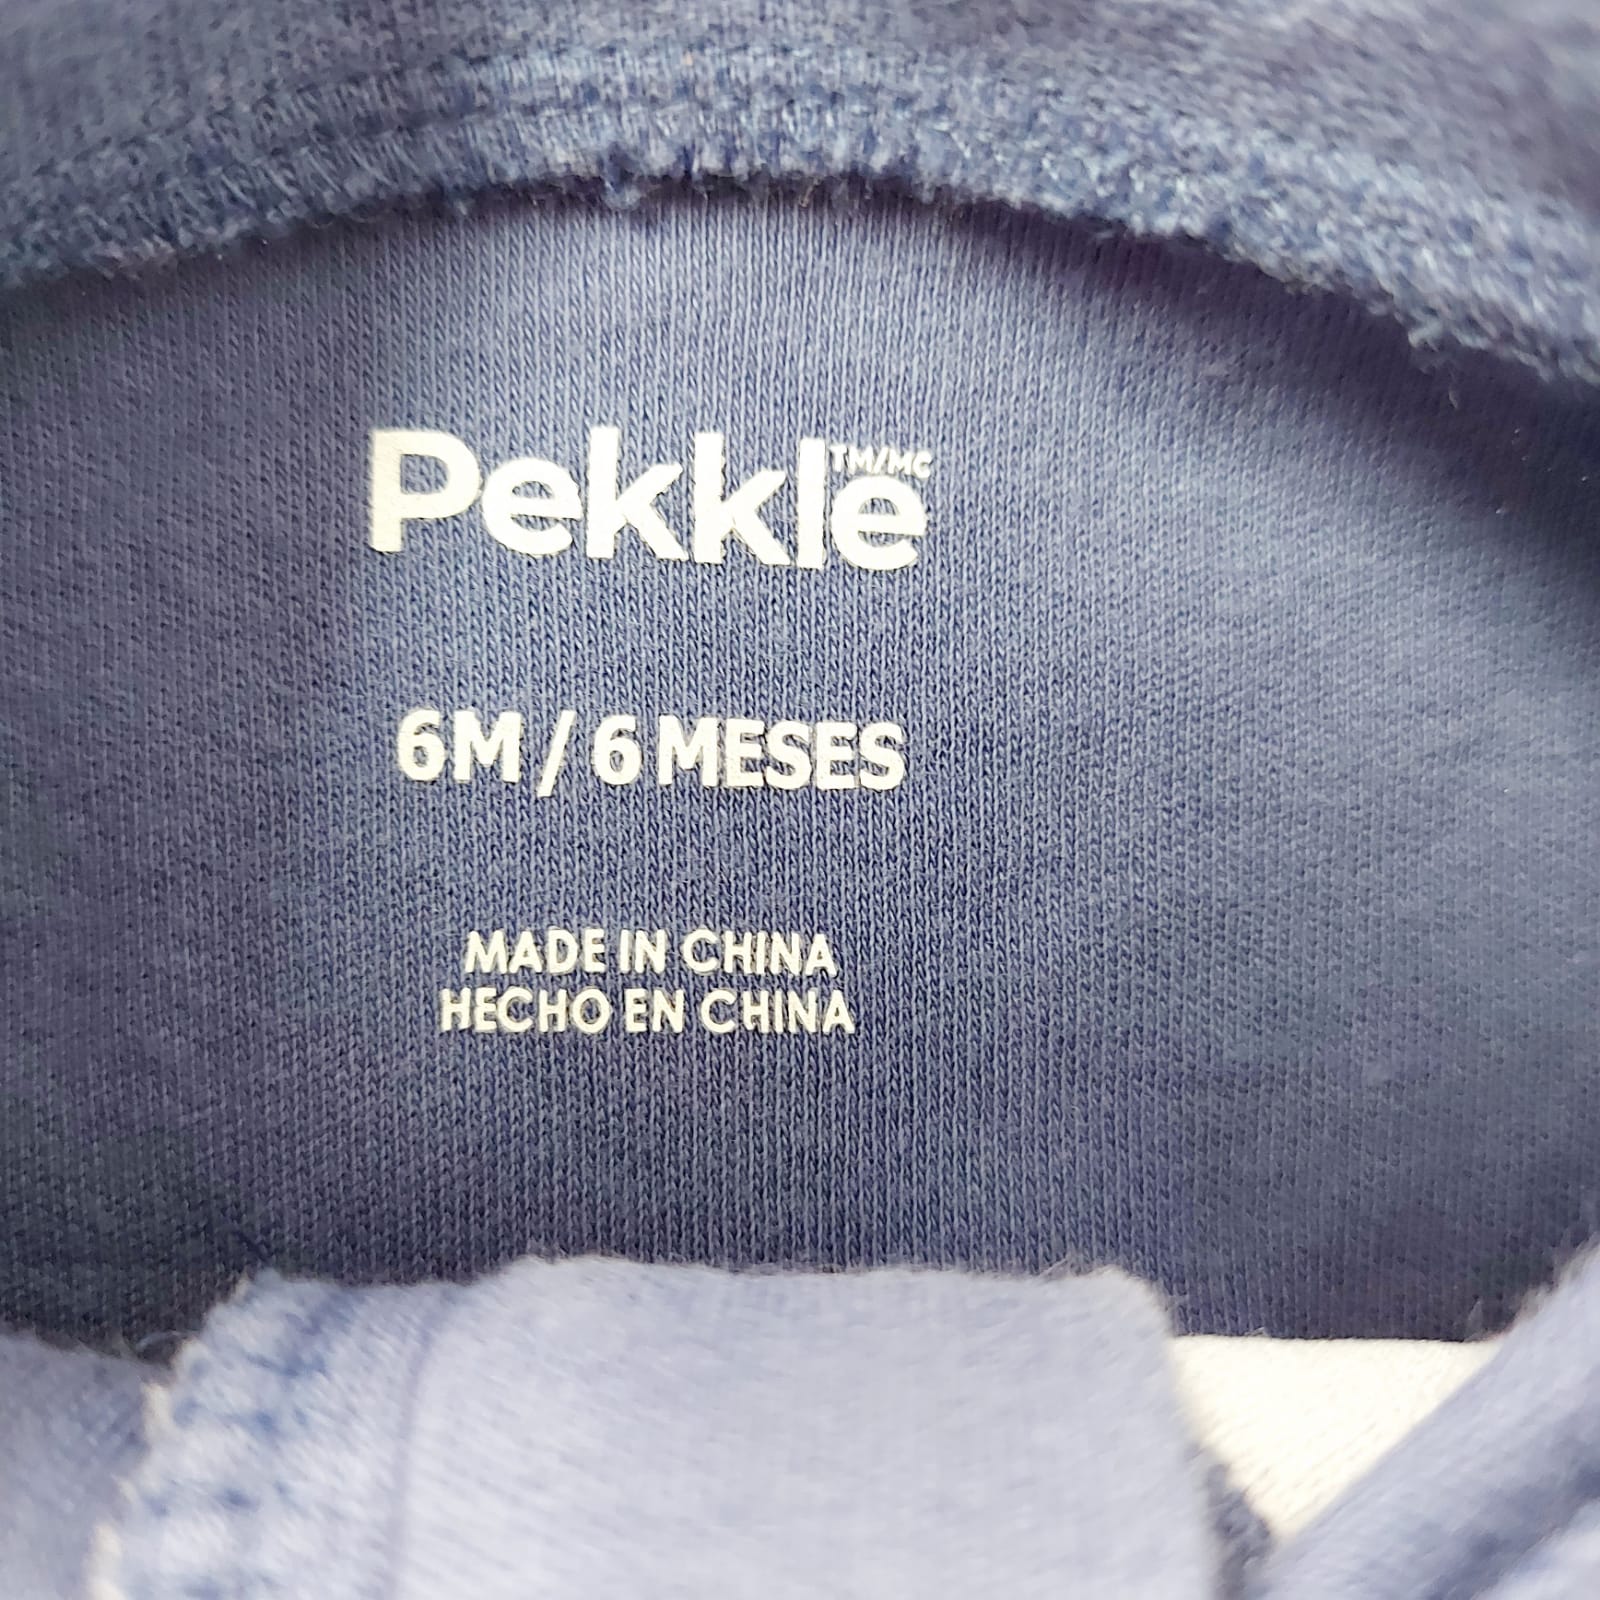 Pekkle TM/MC
6M / 6 MESES
MADE IN CHINA
HECHO EN CHINA